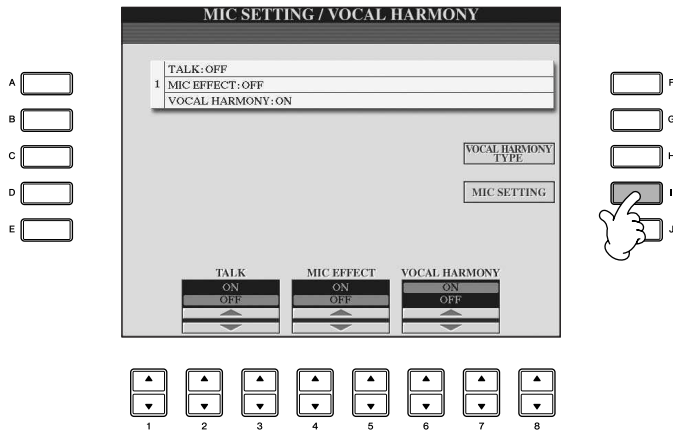 MIC SETTING / VOCAL HARMONY
TALK:OFF
1 MIC EFFECT:OFF
VOCAL HARMONY:ON
A
B
C
D
E
F
G
H
I
J
VOCAL HARMONY
TYPE
MIC SETTING
TALK MIC EFFECT VOCAL HARMONY
ON ON ON
OFF OFF OFF
1 2 3 4 5 6 7 8